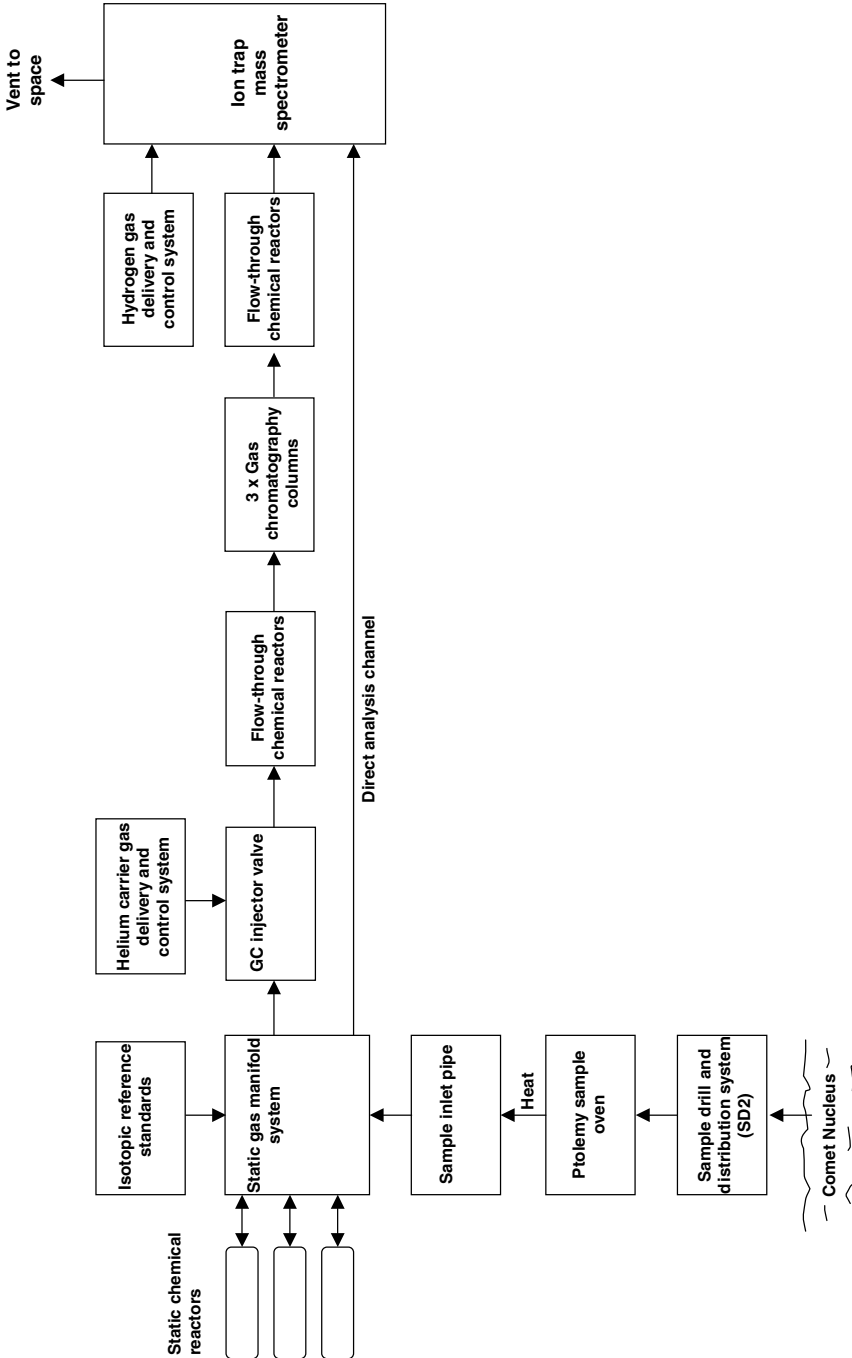 Static chemical
reactors
Isotopic reference
standards
Static gas manifold
system
Sample inlet pipe
Heat
Ptolemy sample
oven
Sample drill and
distribution system
(SD2)
Comet Nucleus
Helium carrier gas
delivery and
control system
GC injector valve
Flow-through
chemical reactors
Direct analysis channel
3 x Gas
chromatography
columns
Hydrogen gas
delivery and
control system
Flow-through
chemical reactors
Vent to
space
Ion trap
mass
spectrometer